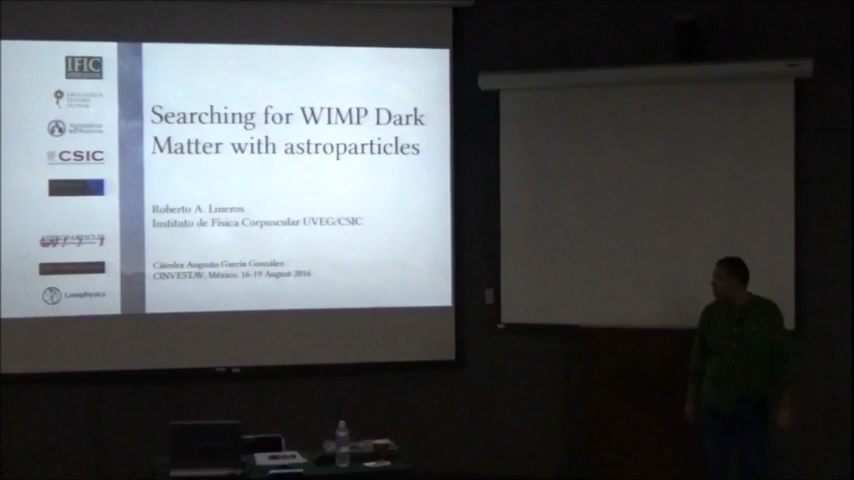 IFIC
CSIC
Searching for WIMP Dark
Matter with astroparticles
Roberto A. Lineros
Instituto de Física Corpuscular UVEG/CSIC
Cátedra Augusto García González
CINVESTAV, México. 16-19 August 2016